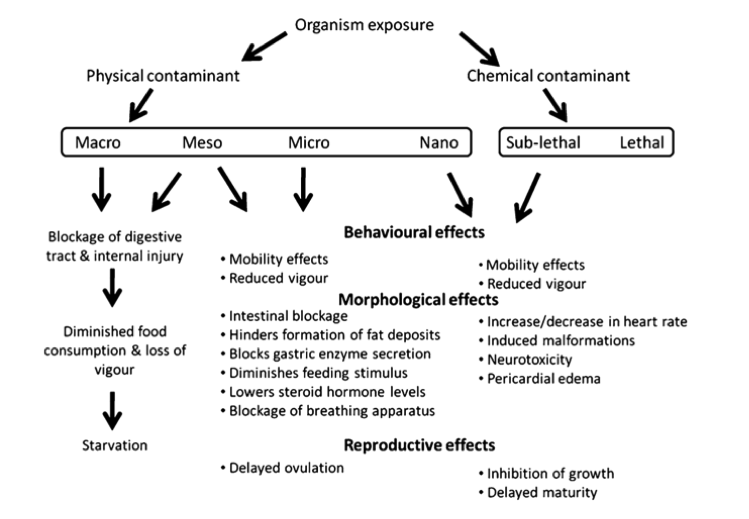 Organism exposure
Physical contaminant
Chemical contaminant
Macro Meso Micro Nano
Sub-lethal Lethal
Blockage of digestive
tract & internal injury
Diminished food
consumption & loss of
vigour
Starvation
Behavioural effects
• Mobility effects
• Reduced vigour
• Mobility effects
• Reduced vigour
Morphological effects
• Intestinal blockage
• Hinders formation of fat deposits
• Blocks gastric enzyme secretion
• Diminishes feeding stimulus
• Lowers steroid hormone levels
• Blockage of breathing apparatus
• Increase/decrease in heart rate
• Induced malformations
• Neurotoxicity
• Pericardial edema
Reproductive effects
• Delayed ovulation
• Inhibition of growth
• Delayed maturity